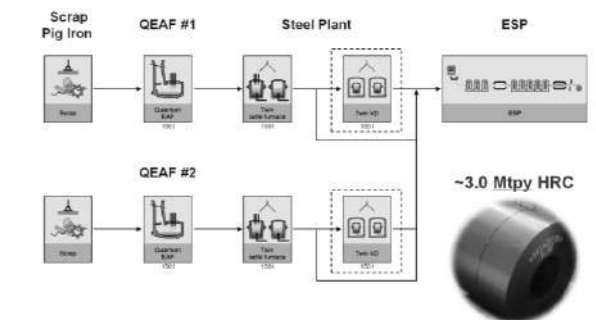 Scrap
Pig Iron
QEAF #1
Steel Plant
ESP
Scrap
Quantum
EAF
Twin
ladle furnace
Twin VD
ESP
QEAF #2
~3.0 Mtpy HRC
Scrap
Quantum
EAF
Twin
ladle furnace
Twin VD